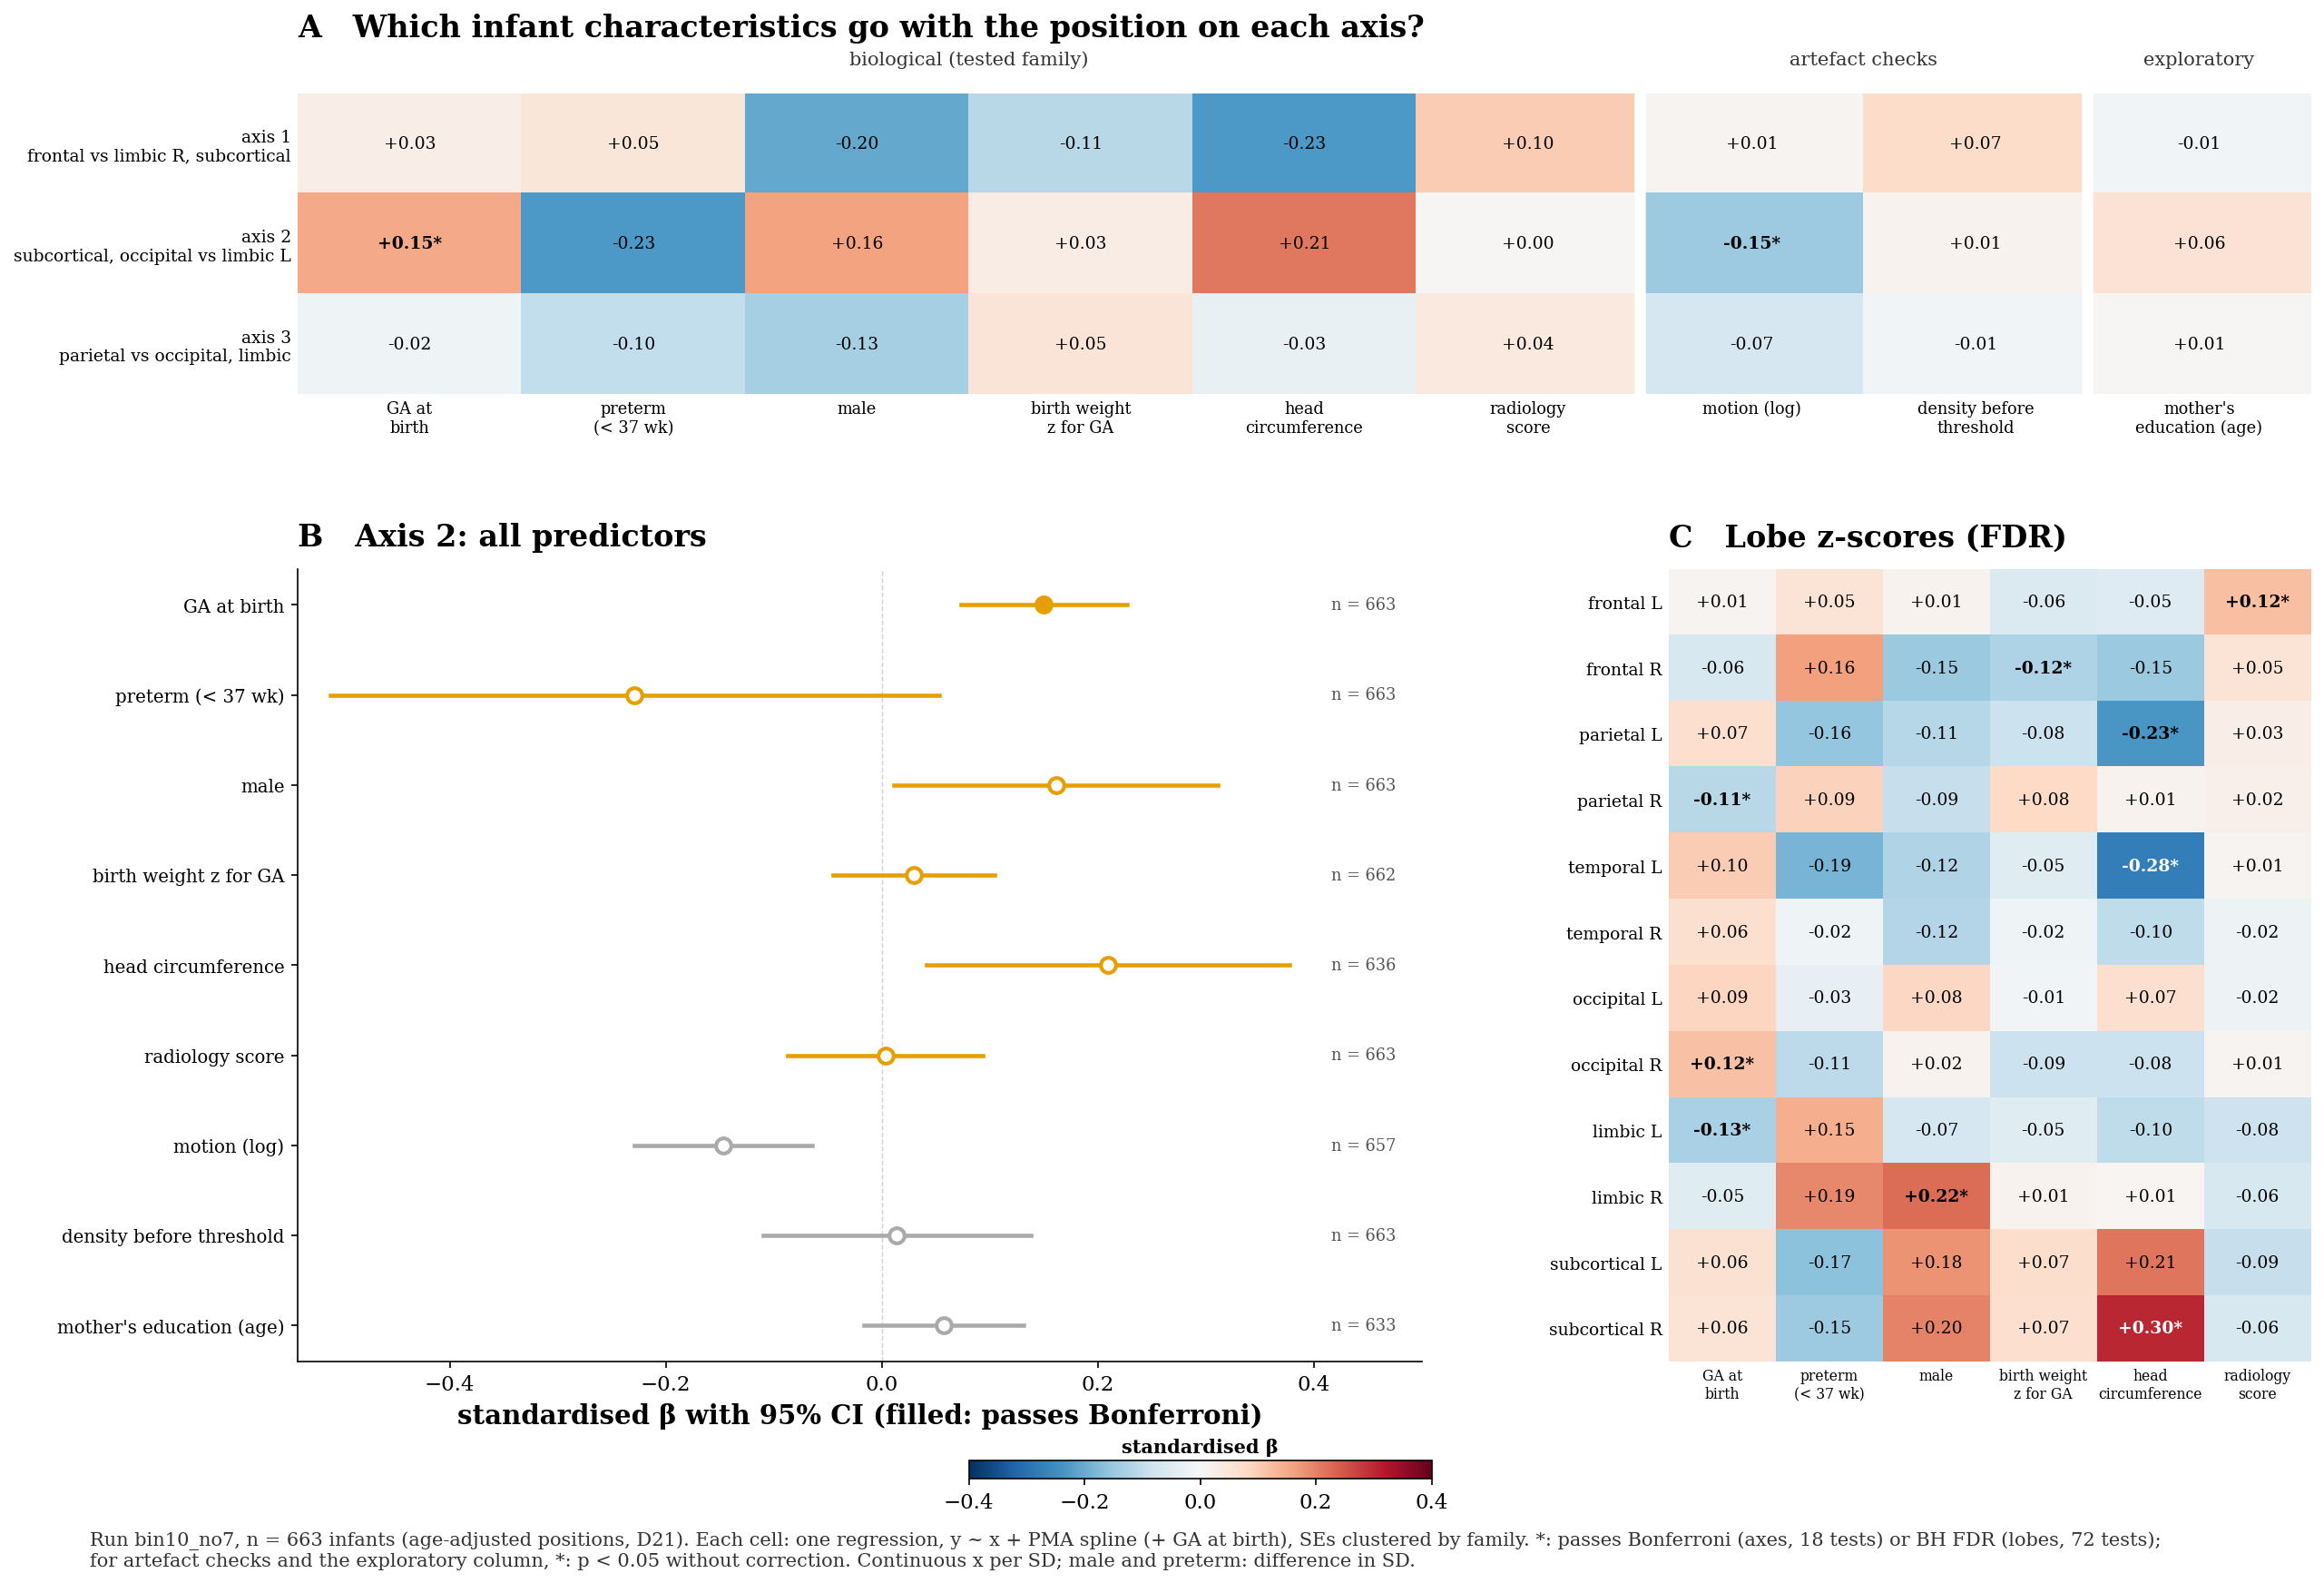 A Which infant characteristics go with the position on each axis?
biological (tested family)
artefact checks
exploratory
axis 1
frontal vs limbic R, subcortical
+0.03 +0.05 -0.20 -0.11 -0.23 +0.10 +0.01 +0.07 -0.01
axis 2
subcortical, occipital vs limbic L
+0.15* -0.23 +0.16 +0.03 +0.21 +0.00 -0.15* +0.01 +0.06
axis 3
parietal vs occipital, limbic
-0.02 -0.10 -0.13 +0.05 -0.03 +0.04 -0.07 -0.01 +0.01
GA at
birth
preterm
(< 37 wk)
male
birth weight
z for GA
head
circumference
radiology
score
motion (log)
density before
threshold
mother's
education (age)
B Axis 2: all predictors
GA at birth n = 663
preterm (< 37 wk) n = 663
male n = 663
birth weight z for GA n = 662
head circumference n = 636
radiology score n = 663
motion (log) n = 657
density before threshold n = 663
mother's education (age) n = 633
−0.4 −0.2 0.0 0.2 0.4
standardised β with 95% CI (filled: passes Bonferroni)
C Lobe z-scores (FDR)
frontal L +0.01 +0.05 +0.01 -0.06 -0.05 +0.12*
frontal R -0.06 +0.16 -0.15 -0.12* -0.15 +0.05
parietal L +0.07 -0.16 -0.11 -0.08 -0.23* +0.03
parietal R -0.11* +0.09 -0.09 +0.08 +0.01 +0.02
temporal L +0.10 -0.19 -0.12 -0.05 -0.28* +0.01
temporal R +0.06 -0.02 -0.12 -0.02 -0.10 -0.02
occipital L +0.09 -0.03 +0.08 -0.01 +0.07 -0.02
occipital R +0.12* -0.11 +0.02 -0.09 -0.08 +0.01
limbic L -0.13* +0.15 -0.07 -0.05 -0.10 -0.08
limbic R -0.05 +0.19 +0.22* +0.01 +0.01 -0.06
subcortical L +0.06 -0.17 +0.18 +0.07 +0.21 -0.09
subcortical R +0.06 -0.15 +0.20 +0.07 +0.30* -0.06
GA at
birth
preterm
(< 37 wk)
male
birth weight
z for GA
head
circumference
radiology
score
standardised β
−0.4 −0.2 0.0 0.2 0.4
Run bin10_no7, n = 663 infants (age-adjusted positions, D21). Each cell: one regression, y ~ x + PMA spline (+ GA at birth), SEs clustered by family. *: passes Bonferroni (axes, 18 tests) or BH FDR (lobes, 72 tests);
for artefact checks and the exploratory column, *: p < 0.05 without correction. Continuous x per SD; male and preterm: difference in SD.